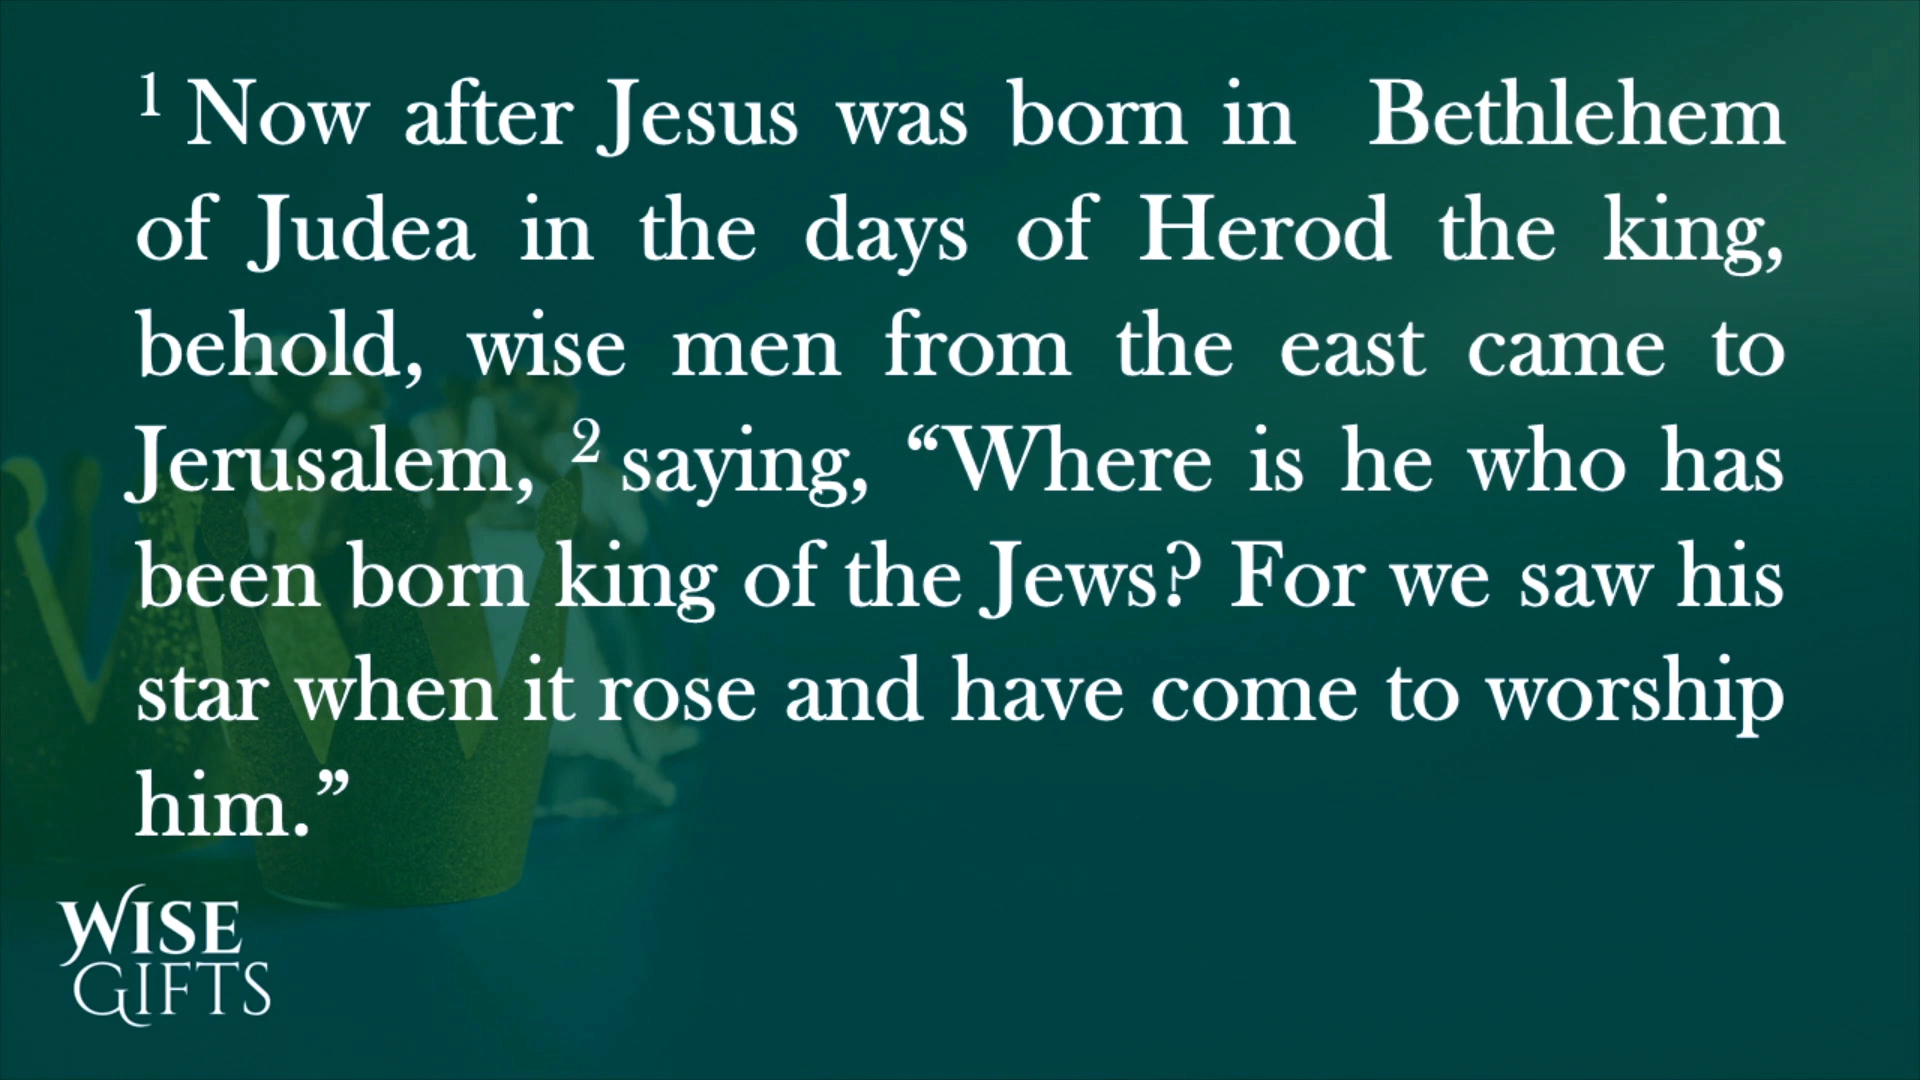 1 Now after Jesus was born in Bethlehem
of Judea in the days of Herod the king,
behold, wise men from the east came to
Jerusalem, 2 saying, “Where is he who has
been born king of the Jews? For we saw his
star when it rose and have come to worship
him.”
WISE
GIFTS